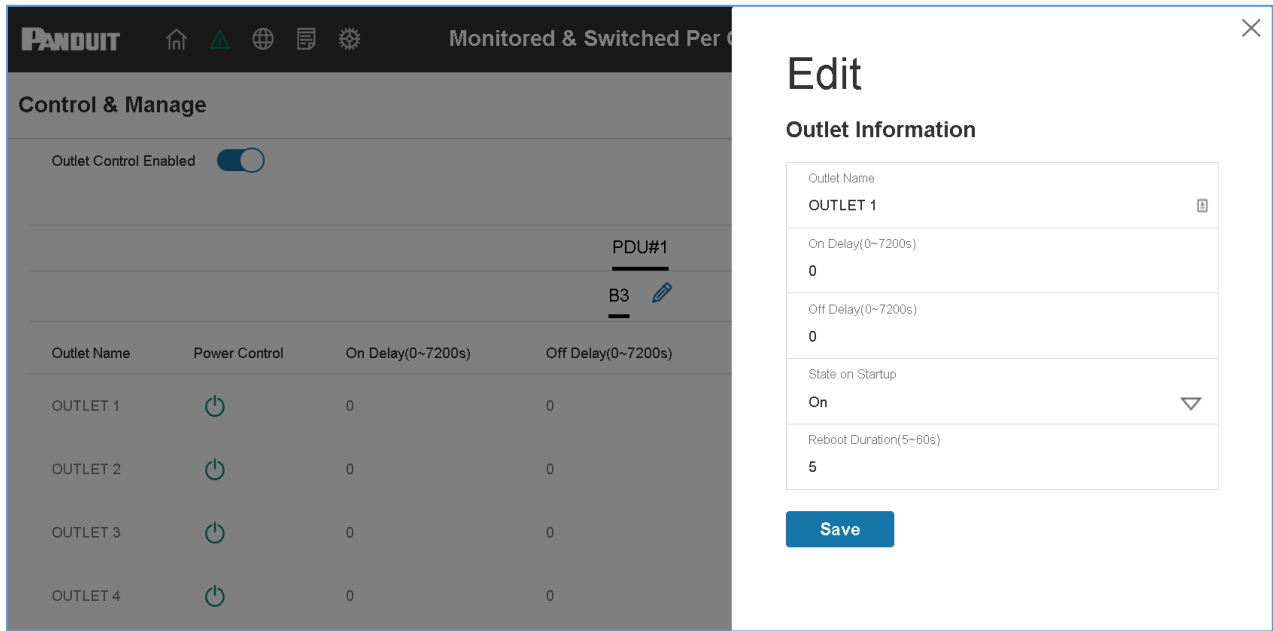 PANDUIT
Monitored & Switched Per
Control & Manage
Outlet Control Enabled
PDU#1
B3
Outlet Name Power Control On Delay(0~7200s) Off Delay(0~7200s)
OUTLET 1 0 0
OUTLET 2 0 0
OUTLET 3 0 0
OUTLET 4 0 0
Edit
Outlet Information
Outlet Name
OUTLET 1
On Delay(0~7200s)
0
Off Delay(0~7200s)
0
State on Startup
On
Reboot Duration(5~60s)
5
Save